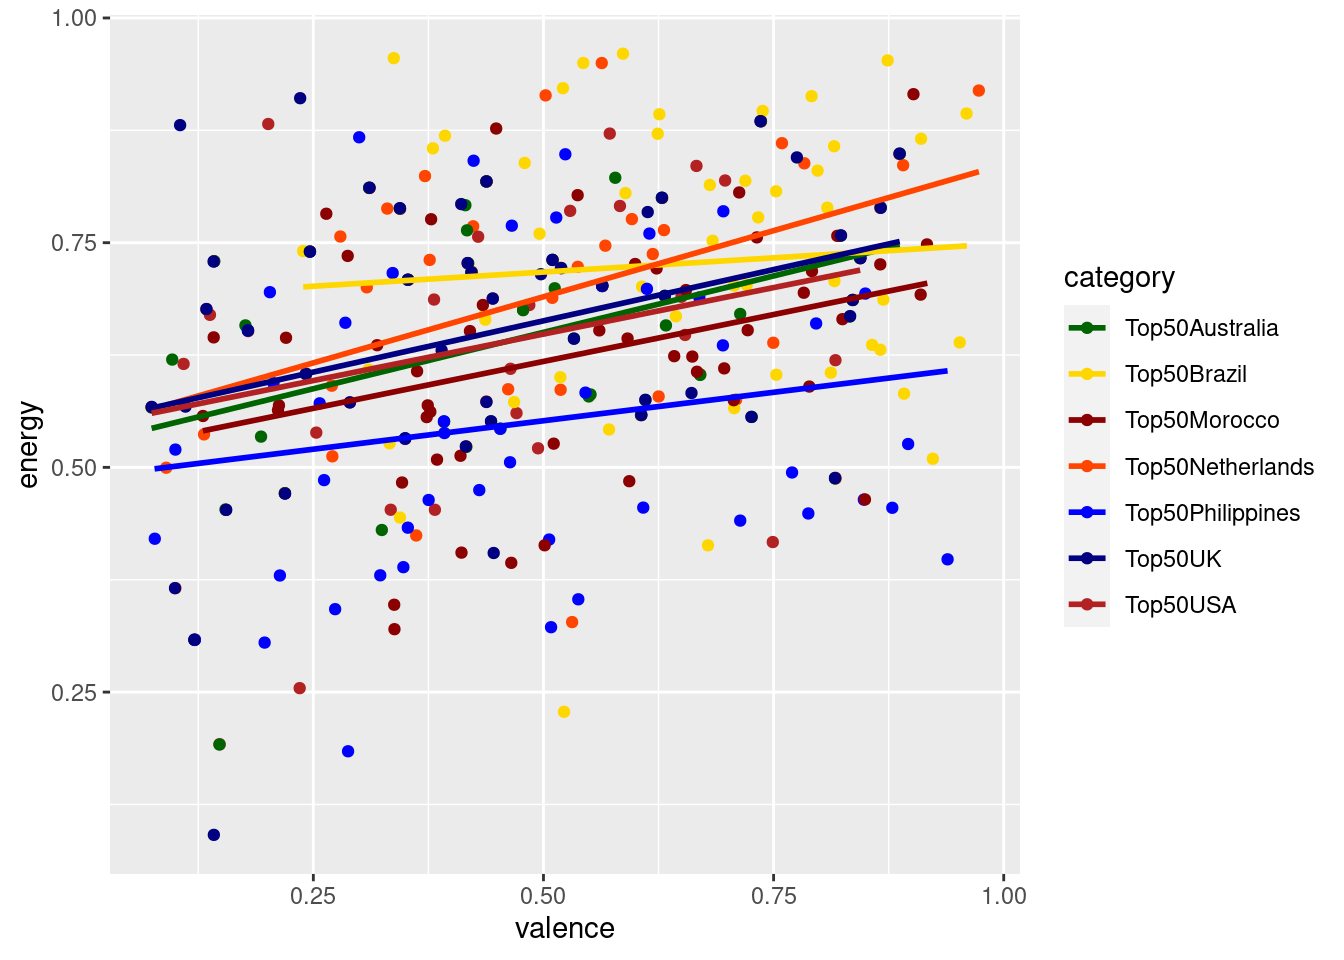 1.00
0.75
0.50
0.25
energy
0.25 0.50 0.75 1.00
valence
category
Top50Australia
Top50Brazil
Top50Morocco
Top50Netherlands
Top50Philippines
Top50UK
Top50USA